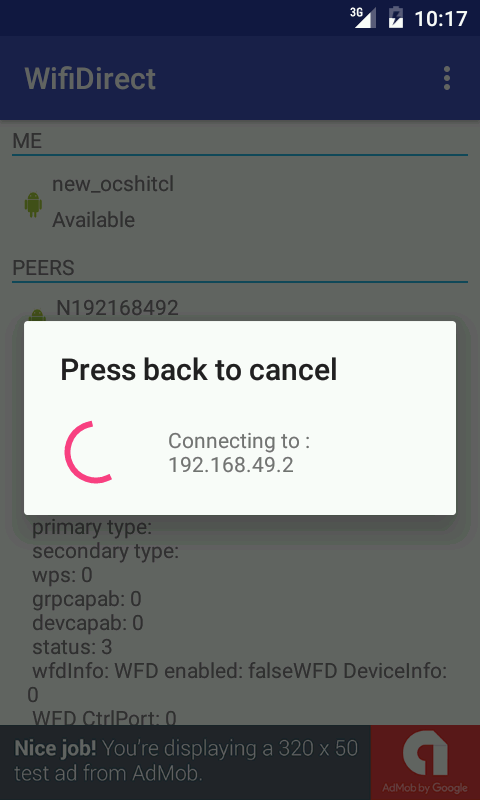 3G 10:17
WifiDirect
ME
new_ocshitcl
Available
PEERS
N192168492
Press back to cancel
Connecting to :
192.168.49.2
primary type:
secondary type:
wps: 0
grpcapab: 0
devcapab: 0
status: 3
wfdInfo: WFD enabled: falseWFD DeviceInfo:
0
WFD CtrlPort: 0
Nice job! You're displaying a 320 x 50
test ad from AdMob.
AdMob by Google